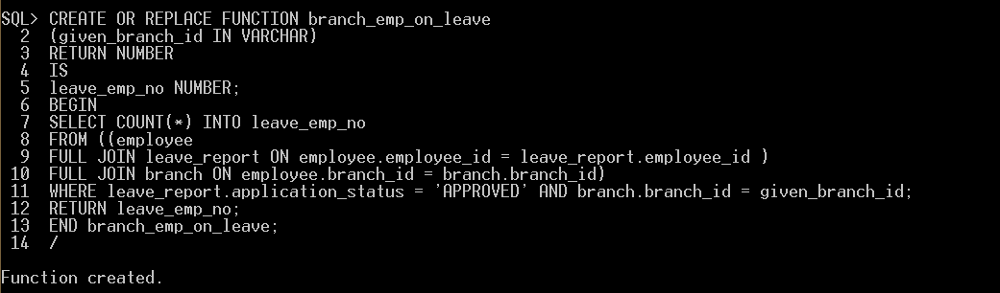 SQL> CREATE OR REPLACE FUNCTION branch_emp_on_leave
  2  (given_branch_id IN VARCHAR)
  3  RETURN NUMBER
  4  IS
  5  leave_emp_no NUMBER;
  6  BEGIN
  7  SELECT COUNT(*) INTO leave_emp_no
  8  FROM ((employee
  9  FULL JOIN leave_report ON employee.employee_id = leave_report.employee_id )
 10  FULL JOIN branch ON employee.branch_id = branch.branch_id)
 11  WHERE leave_report.application_status = 'APPROVED' AND branch.branch_id = given_branch_id;
 12  RETURN leave_emp_no;
 13  END branch_emp_on_leave;
 14  /
Function created.